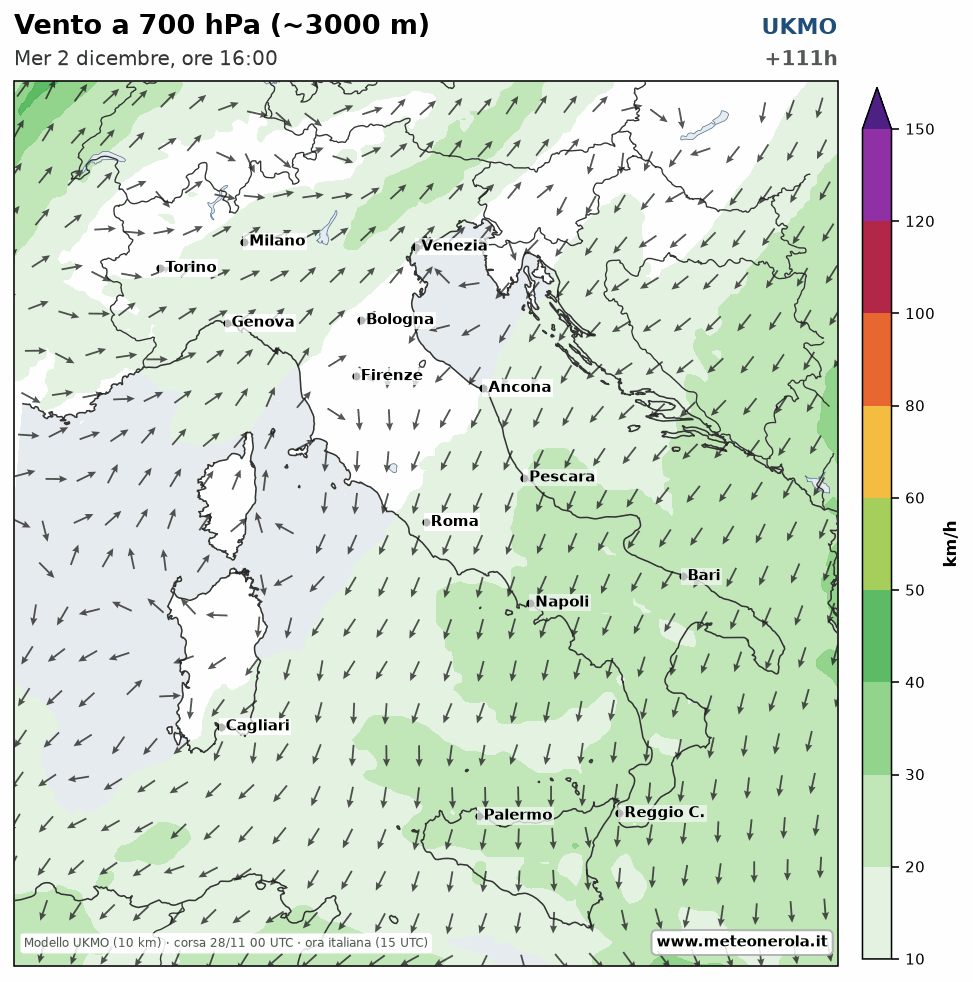 Vento a 700 hPa (~3000 m)
UKMO
Mer 2 dicembre, ore 16:00
+111h
Milano
Venezia
Torino
Genova
Bologna
Firenze
Ancona
Pescara
Roma
Bari
Napoli
Cagliari
Palermo
Reggio C.
150
120
100
80
60
50
40
30
20
10
km/h
Modello UKMO (10 km) · corsa 28/11 00 UTC · ora italiana (15 UTC)
www.meteonerola.it